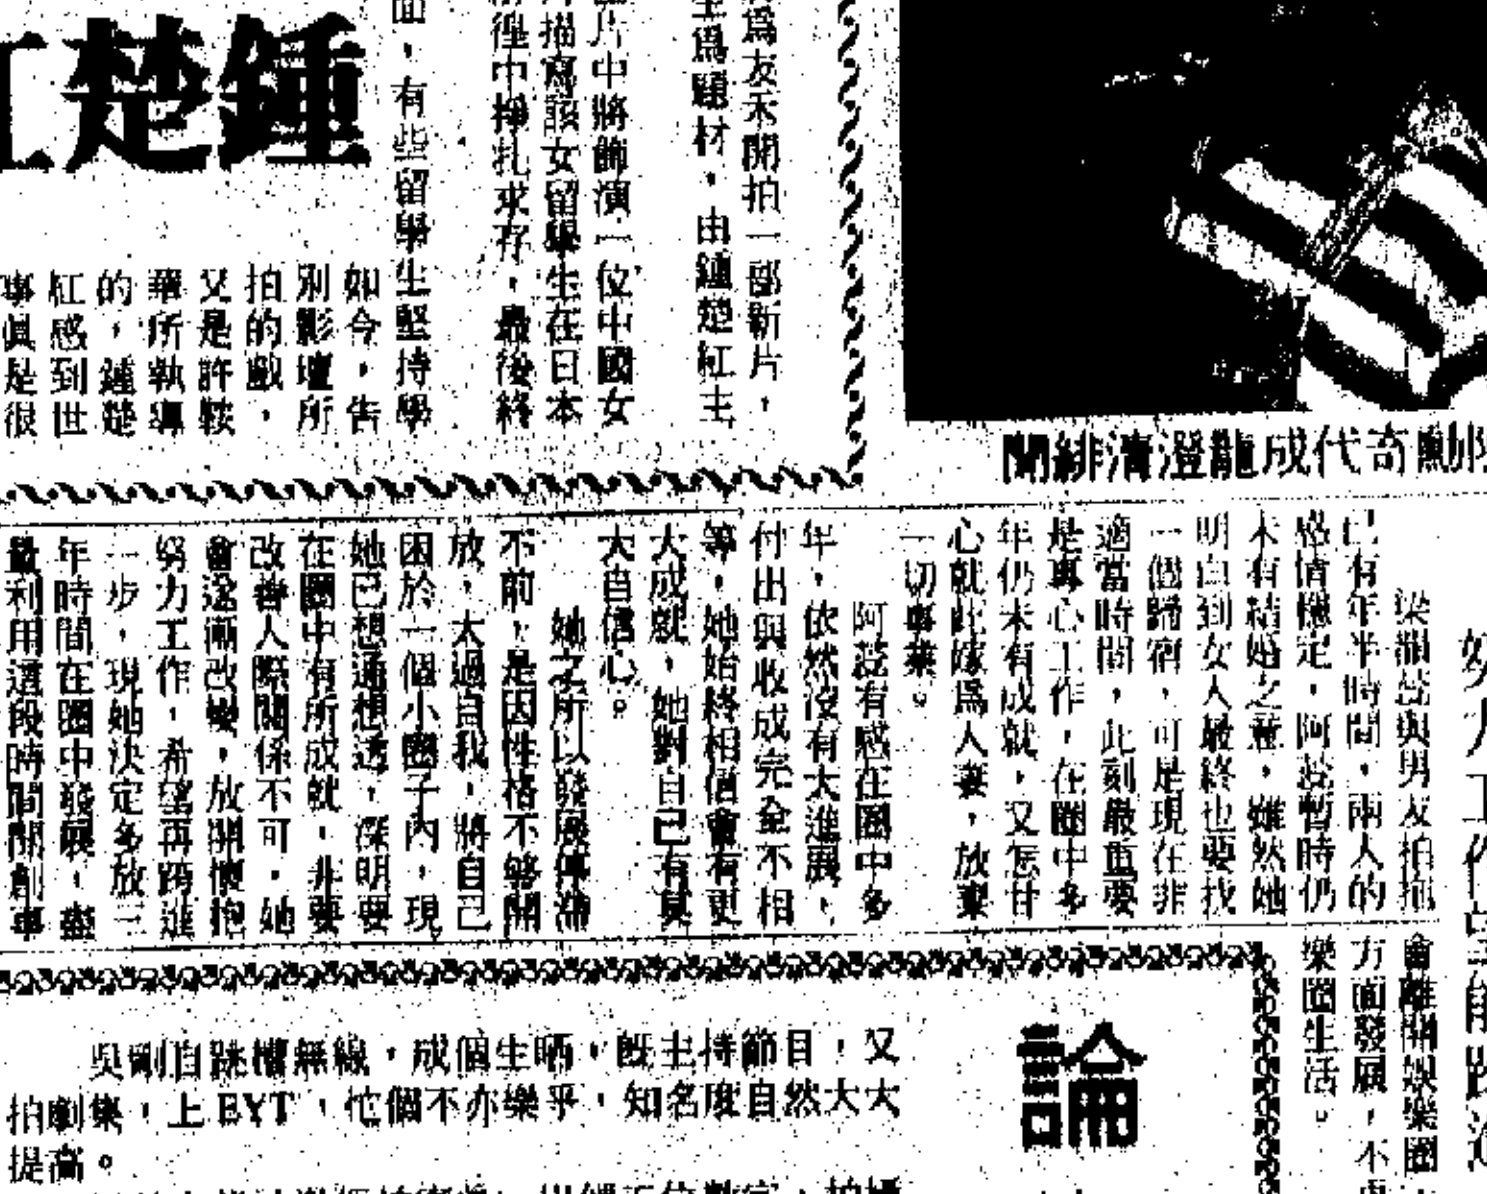 鍾楚紅
爲友禾開拍一部新片，
爲題材，由鍾楚紅主
片中將飾演一位中國女
描寫該女留學生在日本
徨中掙扎求存，最後終
面，有些留學生堅持學
如今，告
別影壇所
拍的戲，
又是許鞍
華所執導
的，鍾楚
紅感到世
事眞是很
劇奇代成龍澄清緋聞
梁韻蕊與男友拍拖
已有年半時間，兩人的
感情穩定，阿蕊暫時仍
未有結婚之意，雖然她
明白到女人最終也要找
一個歸宿，可是現在非
適當時間，此刻最重要
是專心工作，在圈中多
年仍未有成就，又怎甘
心就此嫁爲人妻，放棄
一切事業。
阿蕊有感在圈中多
年，依然沒有大進展，
付出與收成完全不相
等，她始終相信會有更
大成就，她對自己有莫
大自信心。
她之所以發展停滯
不前，是因性格不够開
放，太過自我，將自己
困於一個小圈子內，現
她已想通想透，深明要
在圈中有所成就，非要
改善人際關係不可，她
會逐漸改變，放開懷抱
努力工作，希望再跨進
一步，現她決定多放三
年時間在圈中發展，盡
最利用這段時間開創事
會離開娛樂圈，
方面發展，不
樂圈生活。
努力工作望能跨進
論
吳剛自跳槽無線，成個生晒，旣主持節目，又
拍劇集，上EYT，忙個不亦樂乎，知名度自然大大
提高。